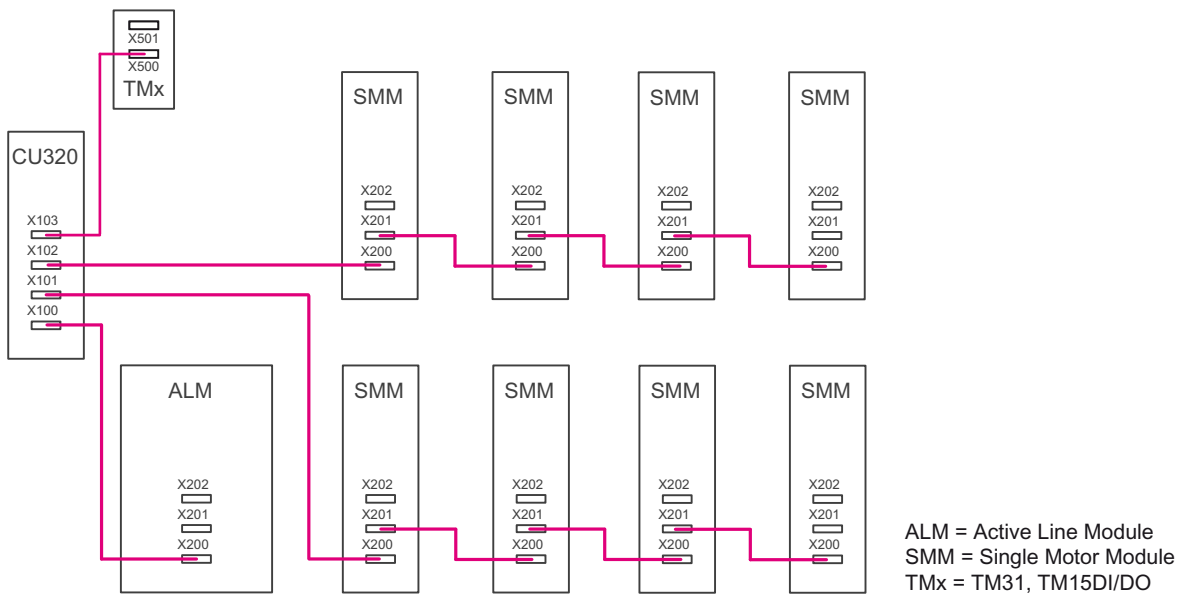 X501
X500
TMx
CU320
X103
X102
X101
X100
SMM
X202
X201
X200
SMM
X202
X201
X200
SMM
X202
X201
X200
SMM
X202
X201
X200
ALM
X202
X201
X200
SMM
X202
X201
X200
SMM
X202
X201
X200
SMM
X202
X201
X200
SMM
X202
X201
X200
ALM = Active Line Module
SMM = Single Motor Module
TMx = TM31, TM15DI/DO